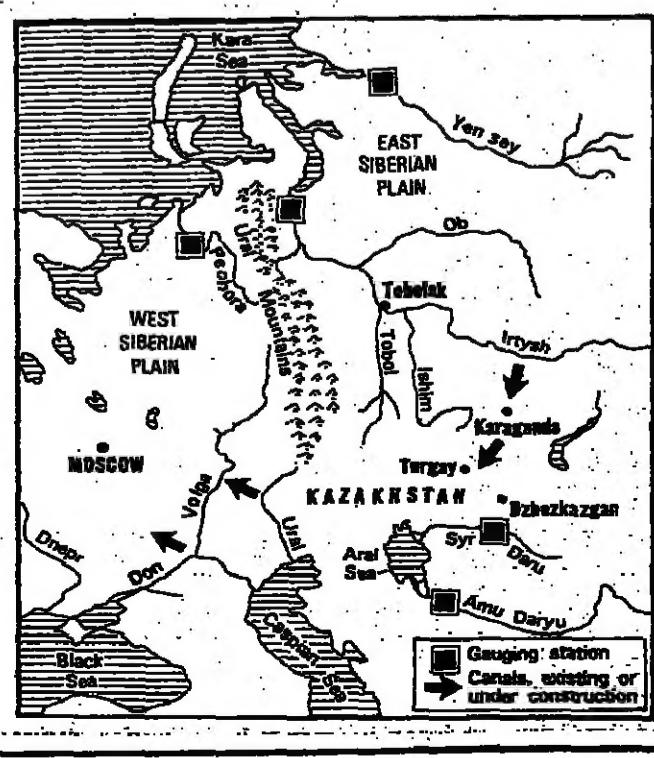 Kara
Sea
Yen sey
EAST
SIBERIAN
PLAIN
Ob
Ural
Mountains
Pechora
WEST
SIBERIAN
PLAIN
Tobolsk
Irtysh
Tobol
Ishim
Karaganda
MOSCOW
Turgay
KAZAKHSTAN
Dzhezkazgan
Volga
Ural
Dnepr
Don
Aral
Sea
Syr
Daru
Amu Daryu
Caspian Sea
Black
Sea
Gauging station
Canals, existing or
under construction